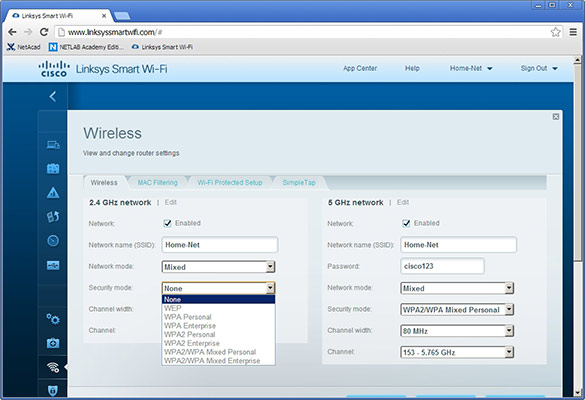 Linksys Smart Wi-Fi
www.linksyssmartwifi.com/#
NetAcad NETLAB Academy Editi... Linksys Smart Wi-Fi
CISCO Linksys Smart Wi-Fi App Center Help Home-Net Sign Out
Wireless
View and change router settings
Wireless MAC Filtering Wi-Fi Protected Setup SimpleTap
2.4 GHz network | Edit
Network: Enabled
Network name (SSID): Home-Net
Network mode: Mixed
Security mode: None
None
WEP
WPA Personal
WPA Enterprise
WPA2 Personal
WPA2 Enterprise
WPA2/WPA Mixed Personal
WPA2/WPA Mixed Enterprise
Channel width:
Channel:
5 GHz network | Edit
Network: Enabled
Network name (SSID): Home-Net
Password: cisco123
Network mode: Mixed
Security mode: WPA2/WPA Mixed Personal
Channel width: 80 MHz
Channel: 153 - 5.765 GHz